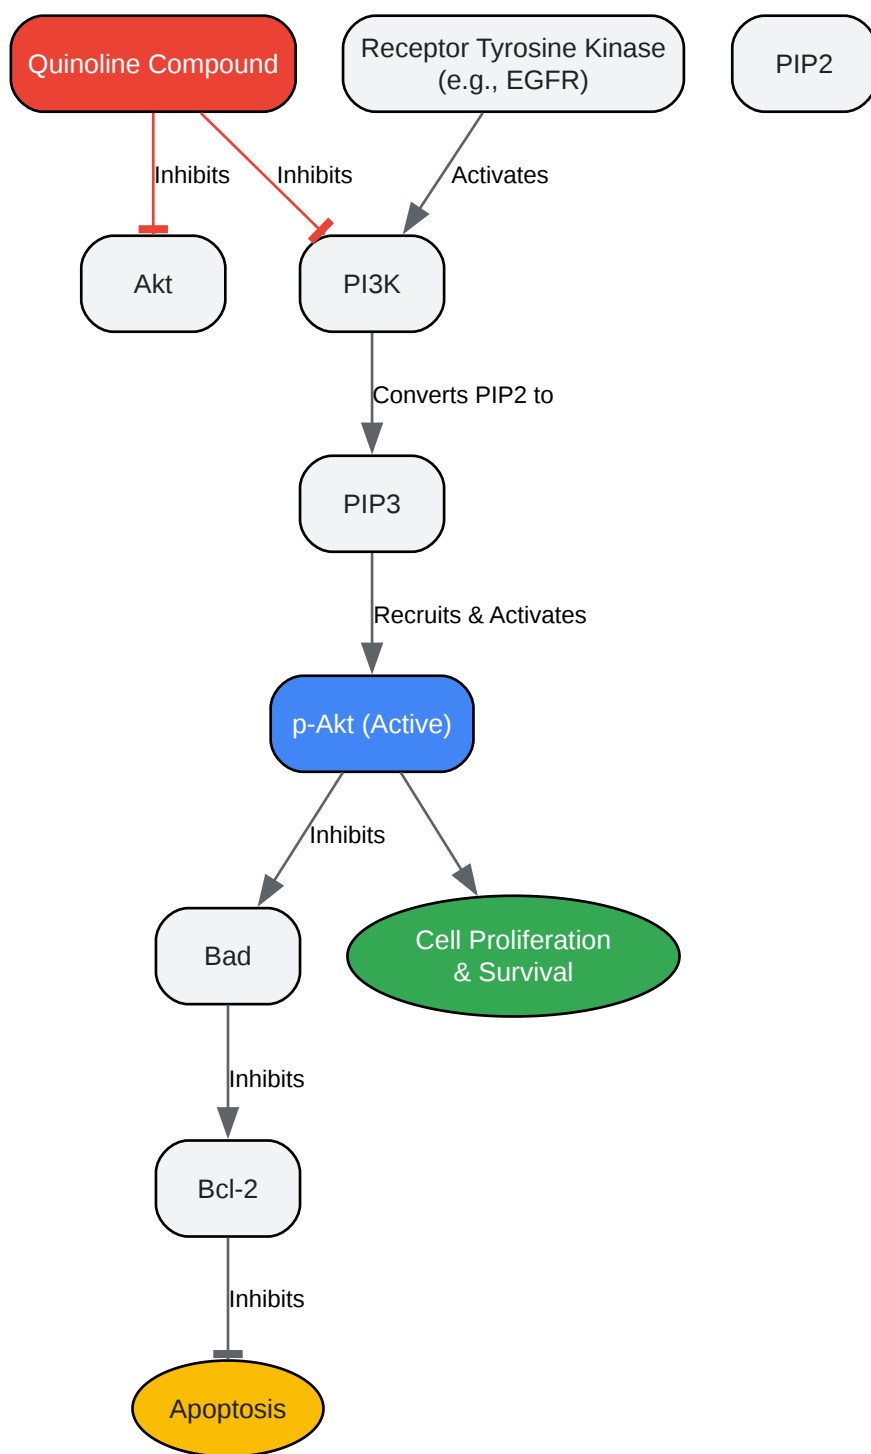 Quinoline Compound
Receptor Tyrosine Kinase
(e.g., EGFR)
PIP2
Inhibits
Inhibits
Activates
Akt
PI3K
Converts PIP2 to
PIP3
Recruits & Activates
p-Akt (Active)
Inhibits
Bad
Cell Proliferation
& Survival
Inhibits
Bcl-2
Inhibits
Apoptosis